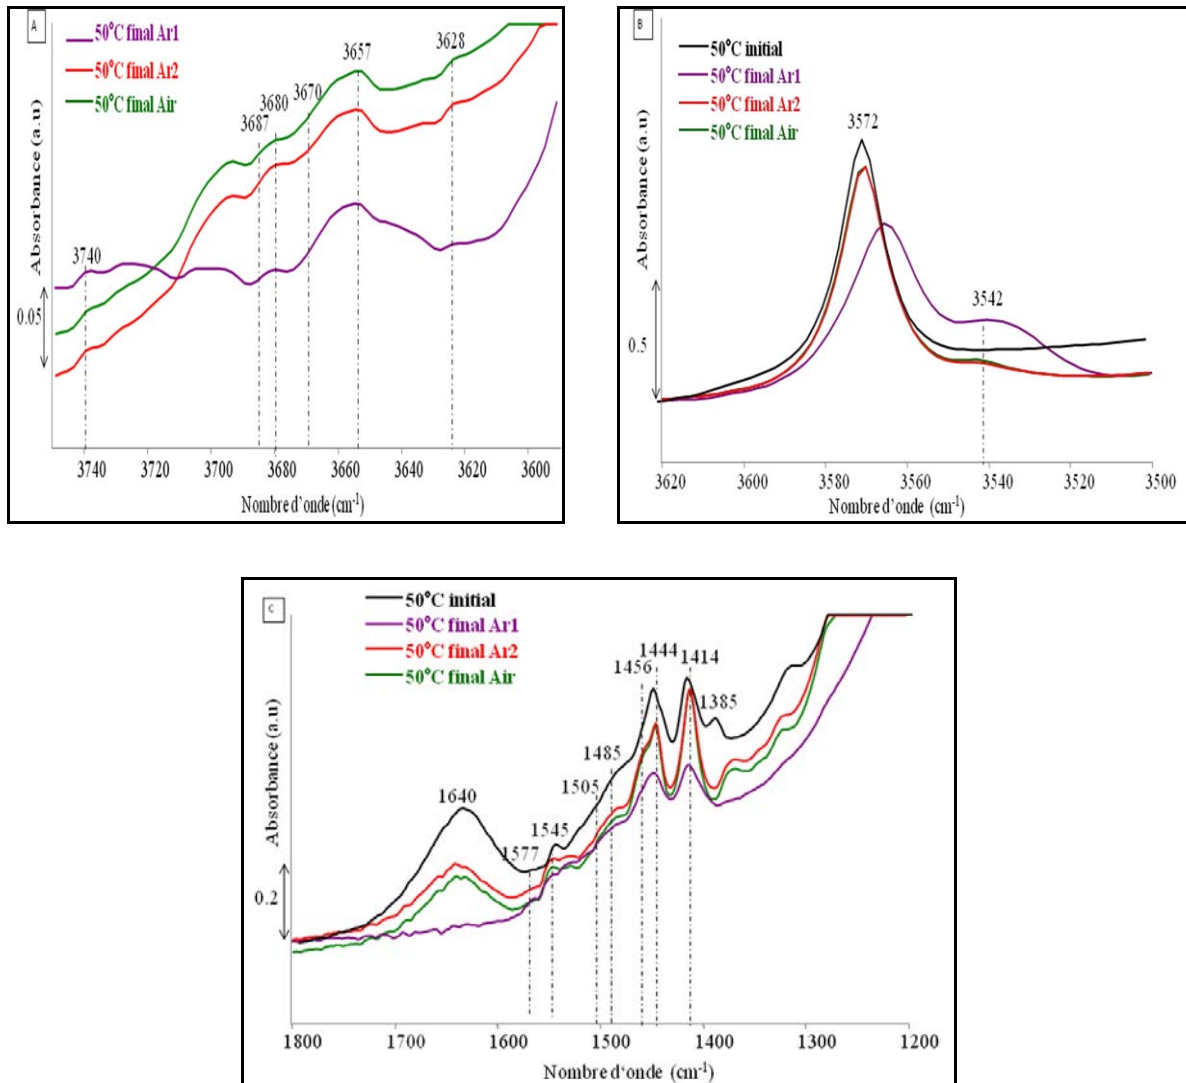 A
50°C final Ar1
50°C final Ar2
50°C final Air
3740
3687
3680
3670
3657
3628
Absorbance (a.u)
0.05
3740 3720 3700 3680 3660 3640 3620 3600
Nombre d’onde (cm-1)
B
50°C initial
50°C final Ar1
50°C final Ar2
50°C final Air
3572
3542
Absorbance (a.u)
0.5
3620 3600 3580 3560 3540 3520 3500
Nombre d’onde (cm-1)
C
50°C initial
50°C final Ar1
50°C final Ar2
50°C final Air
1640
1577
1545
1505
1485
1456
1444
1414
1385
Absorbance (a.u)
0.2
1800 1700 1600 1500 1400 1300 1200
Nombre d‘onde (cm-1)